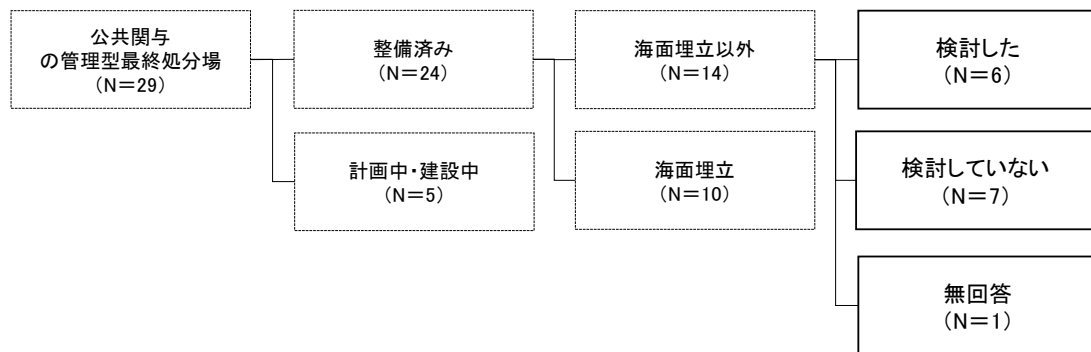 公共関与
の管理型最終処分場
（N＝29）
整備済み
（N＝24）
海面埋立以外
（N＝14）
検討した
（N＝6）
計画中・建設中
（N＝5）
海面埋立
（N＝10）
検討していない
（N＝7）
無回答
（N＝1）